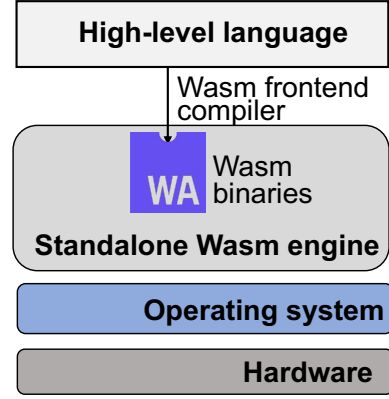 High-level language
Wasm frontend
compiler
WA
Wasm
binaries
Standalone Wasm engine
Operating system
Hardware